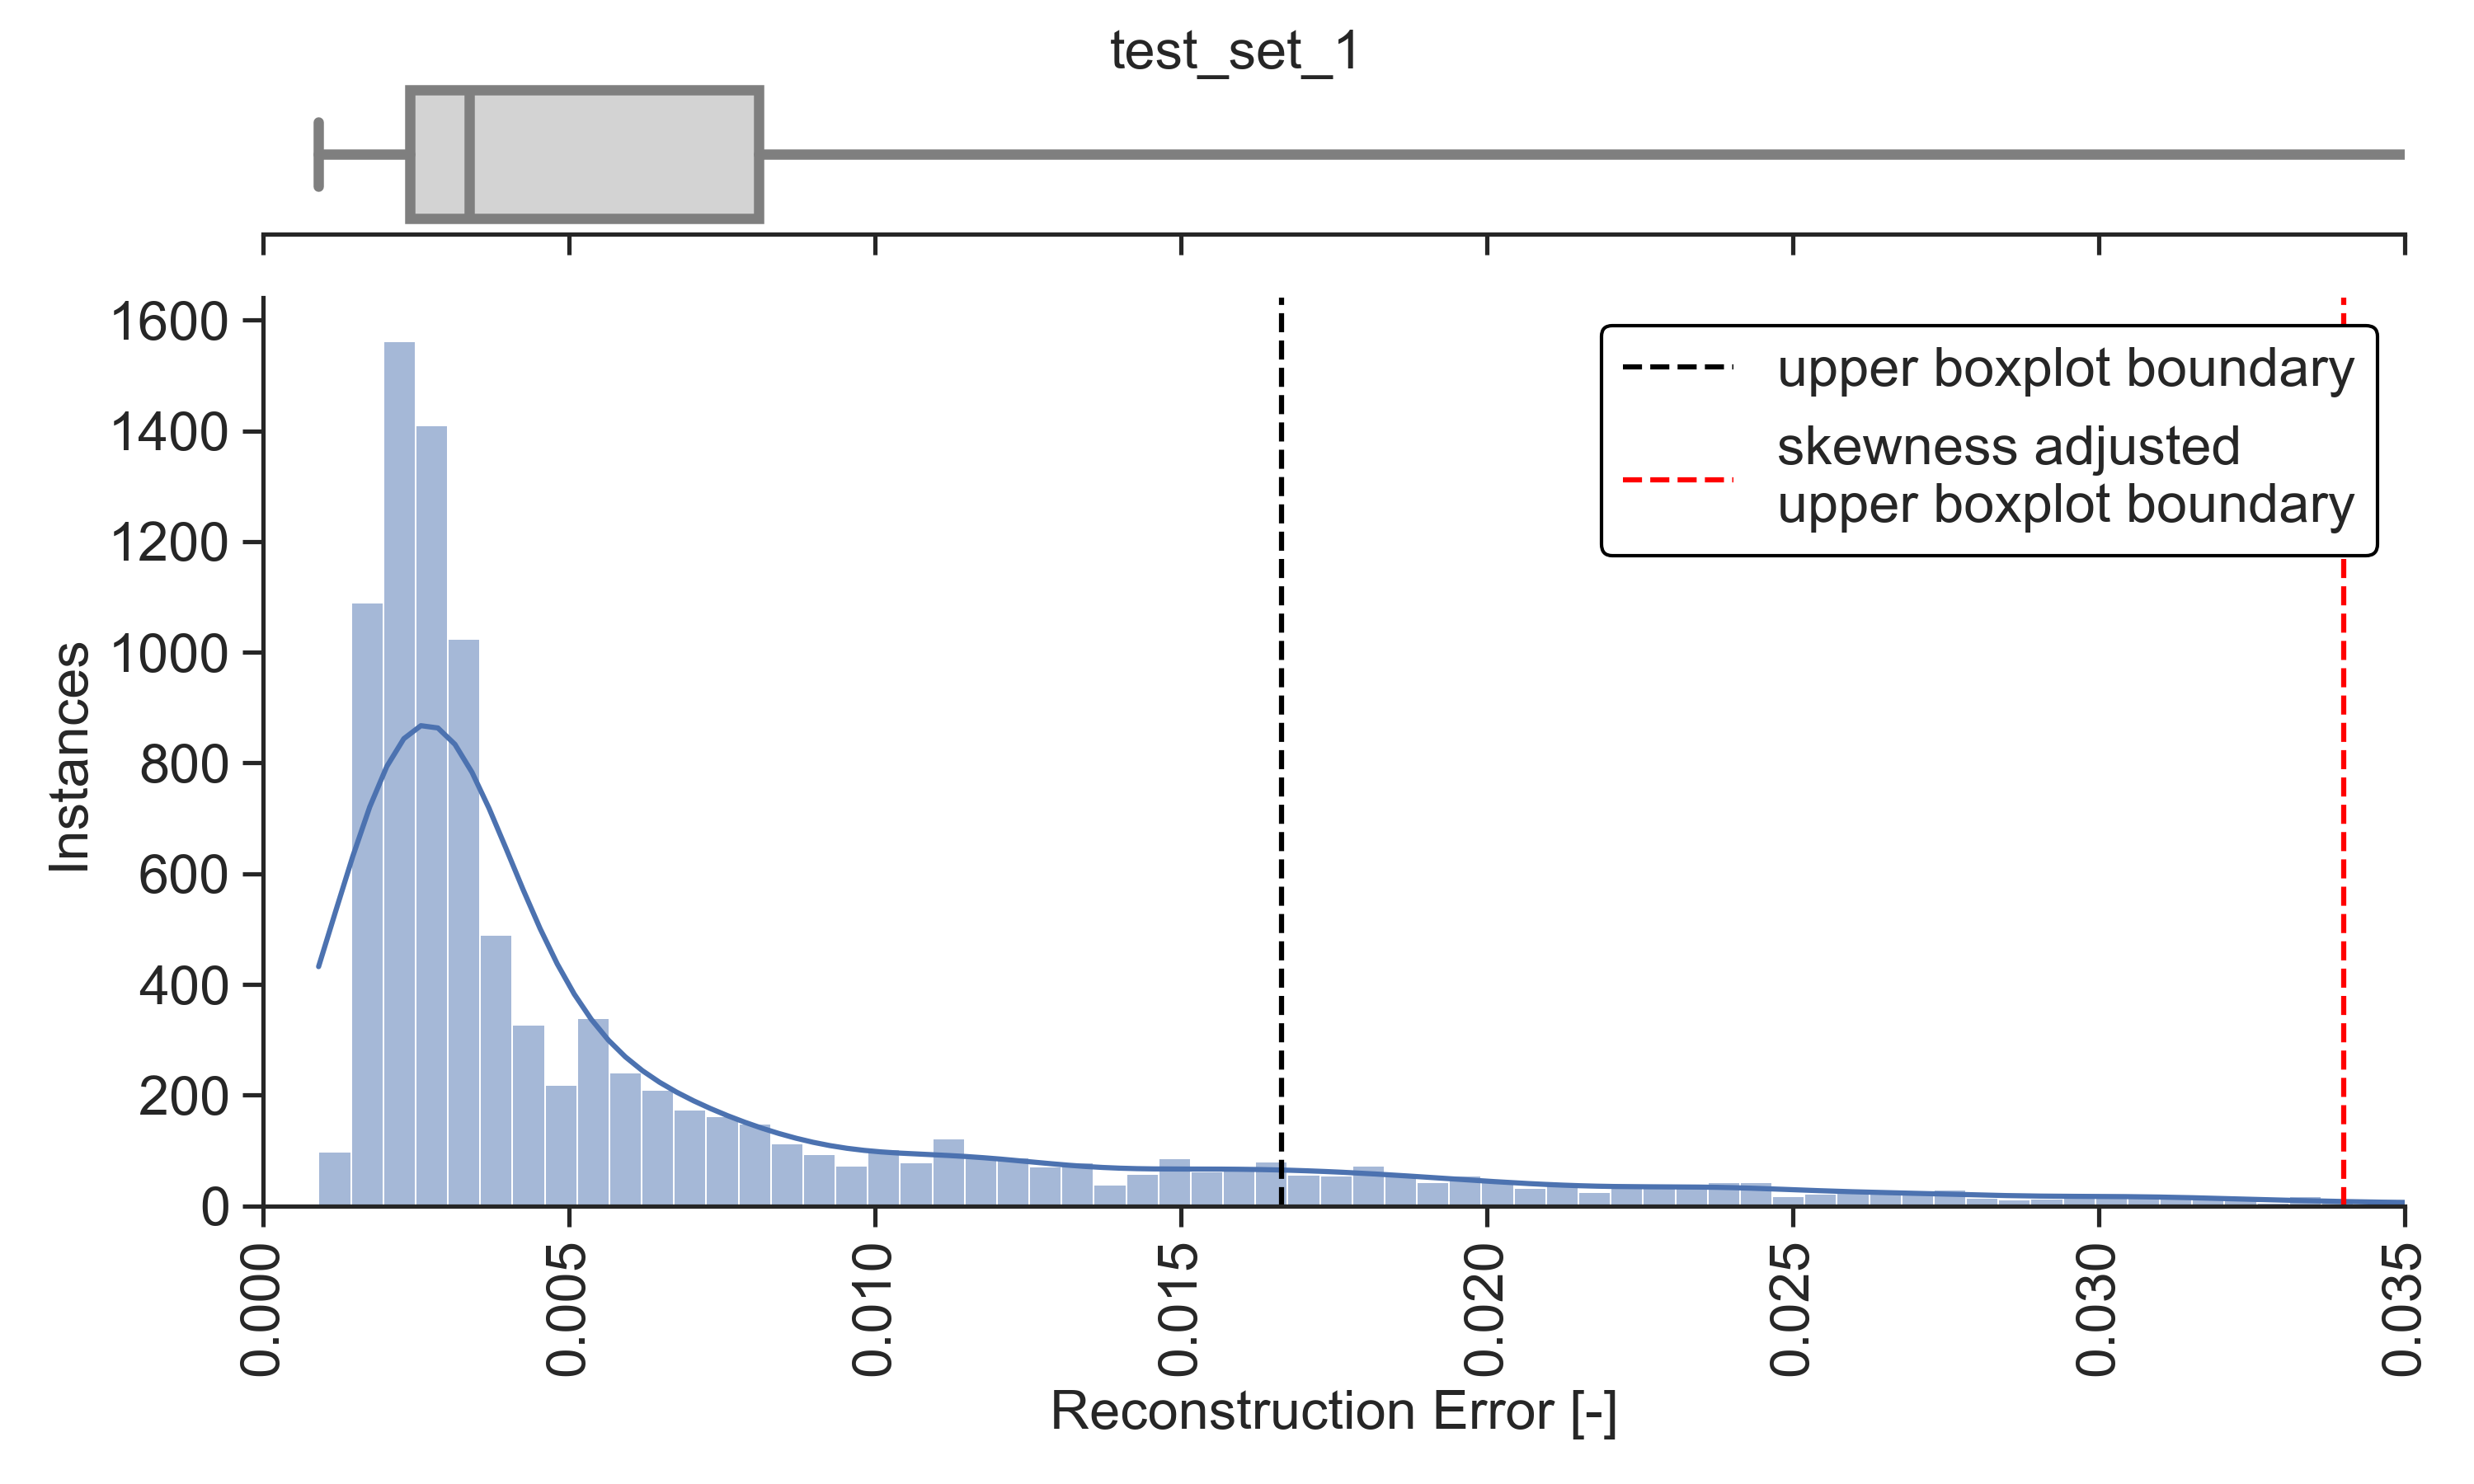 test_set_1
1600
1400
1200
1000
800
600
400
200
0
Instances
upper boxplot boundary
skewness adjusted
upper boxplot boundary
0.000
0.005
0.010
0.015
0.020
0.025
0.030
0.035
Reconstruction Error [-]